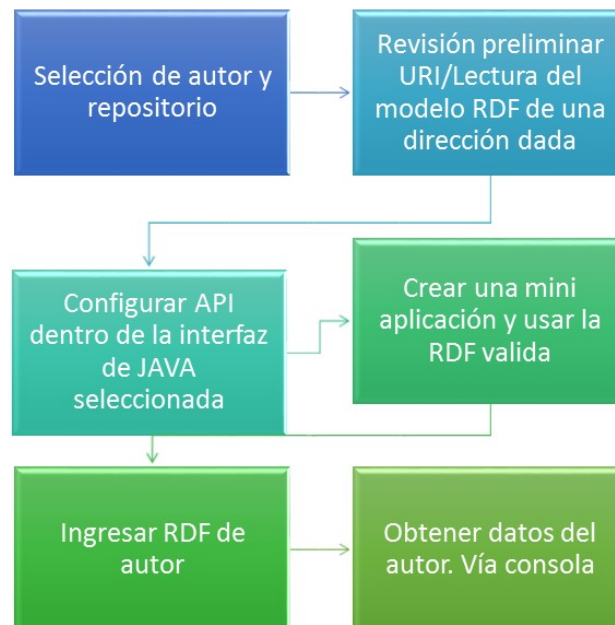 Selección de autor y
repositorio
Revisión preliminar
URI/Lectura del
modelo RDF de una
dirección dada
Configurar API
dentro de la interfaz
de JAVA
seleccionada
Crear una mini
aplicación y usar la
RDF valida
Ingresar RDF de
autor
Obtener datos del
autor. Vía consola